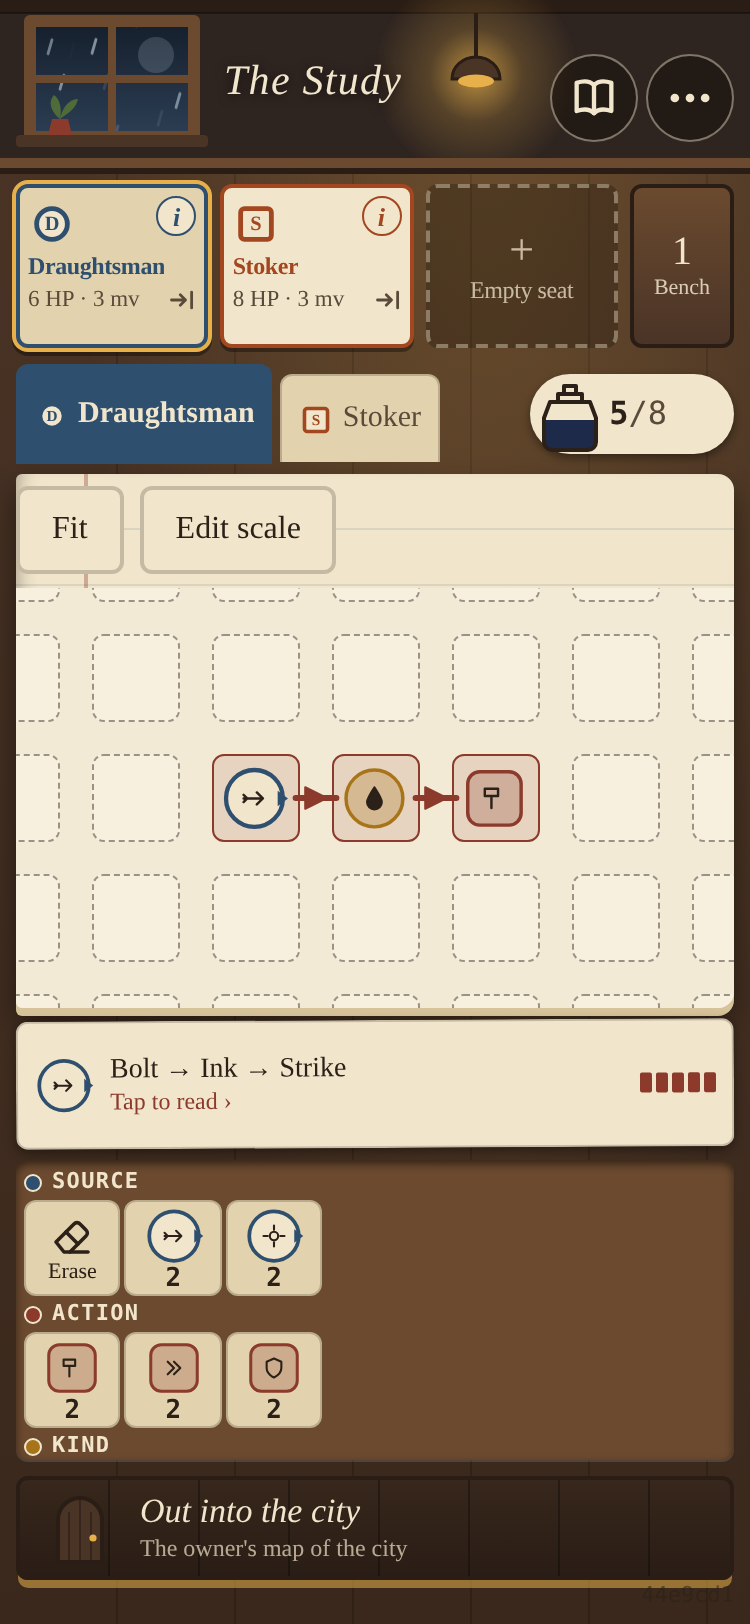 The Study
D
i
Draughtsman
6 HP · 3 mv
S
i
Stoker
8 HP · 3 mv
+
Empty seat
1
Bench
D Draughtsman
S Stoker
5/8
Fit
Edit scale
Bolt → Ink → Strike
Tap to read ›
SOURCE
Erase
2
2
ACTION
2
2
2
KIND
Out into the city
The owner's map of the city
44e9cd1